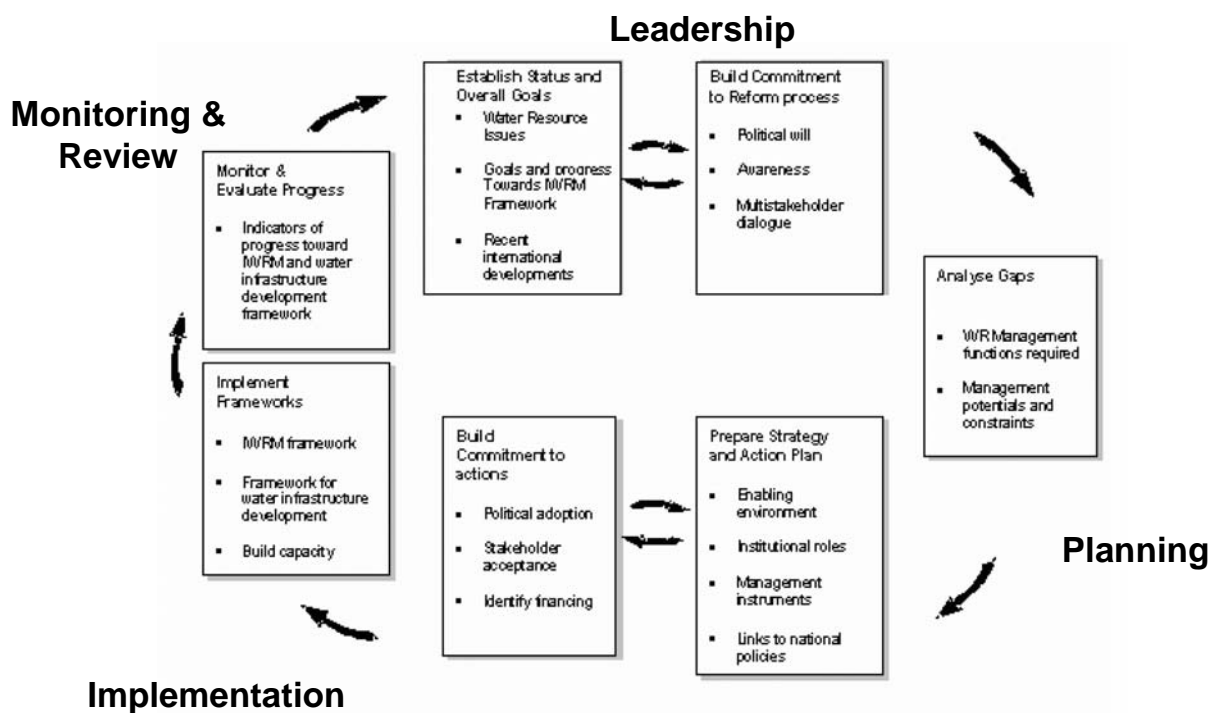 Leadership
Monitoring &
Review
Establish Status and
Overall Goals
▪ Water Resource
Issues
▪ Goals and progress
Towards IWRM
Framework
▪ Recent
international
developments
Build Commitment
to Reform process
▪ Political will
▪ Awareness
▪ Multistakeholder
dialogue
Monitor &
Evaluate Progress
▪ Indicators of
progress toward
IWRM and water
infrastructure
development
framework
Analyse Gaps
▪ WR Management
functions required
▪ Management
potentials and
constraints
Implement
Frameworks
▪ IWRM framework
▪ Framework for
water infrastructure
development
▪ Build capacity
Build
Commitment to
actions
▪ Political adoption
▪ Stakeholder
acceptance
▪ Identify financing
Prepare Strategy
and Action Plan
▪ Enabling
environment
▪ Institutional roles
▪ Management
instruments
▪ Links to national
policies
Planning
Implementation